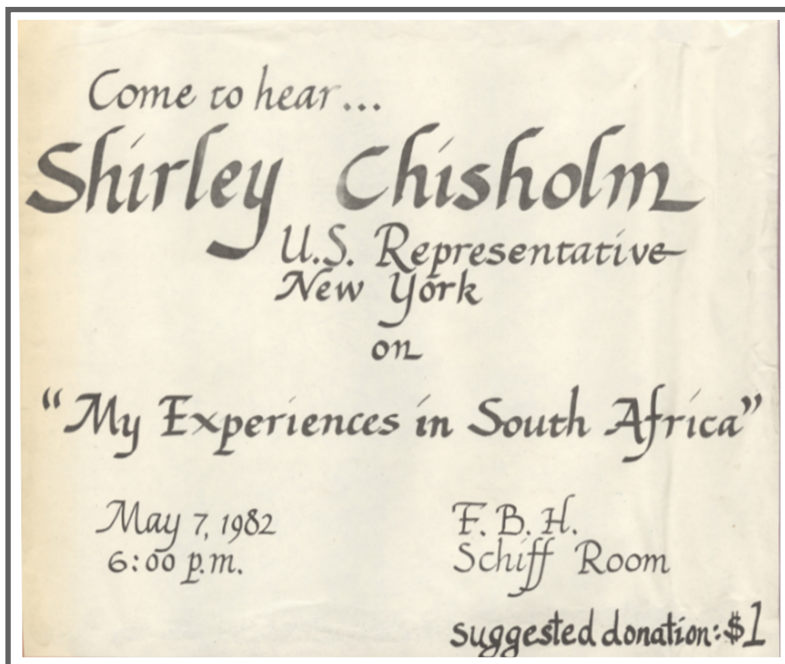 Come to hear...
Shirley Chisholm
U.S. Representative
New York
on
"My Experiences in South Africa"
May 7, 1982
6:00 p.m.
F. B. H.
Schiff Room
suggested donation: $1